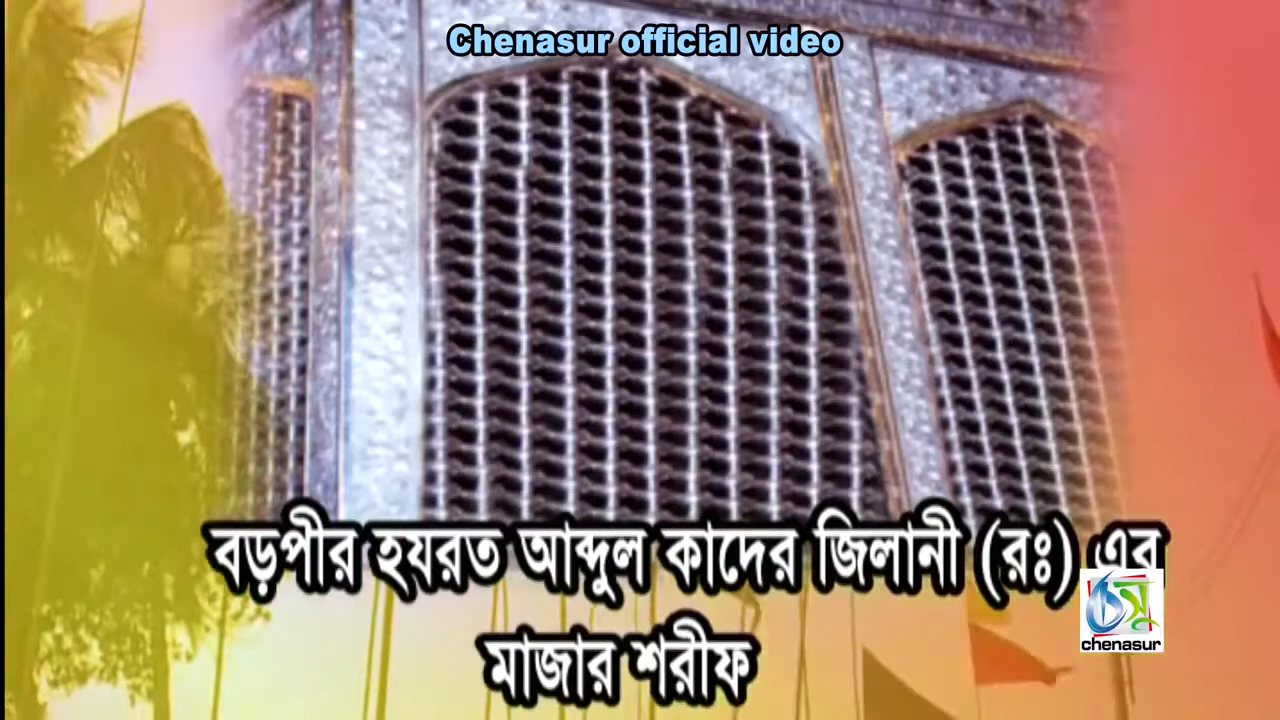 Chenasur official video
বড়পীর হযরত আব্দুল কাদের জিলানী (রঃ) এর
চেনাসুর
chenasur
মাজার শরীফ